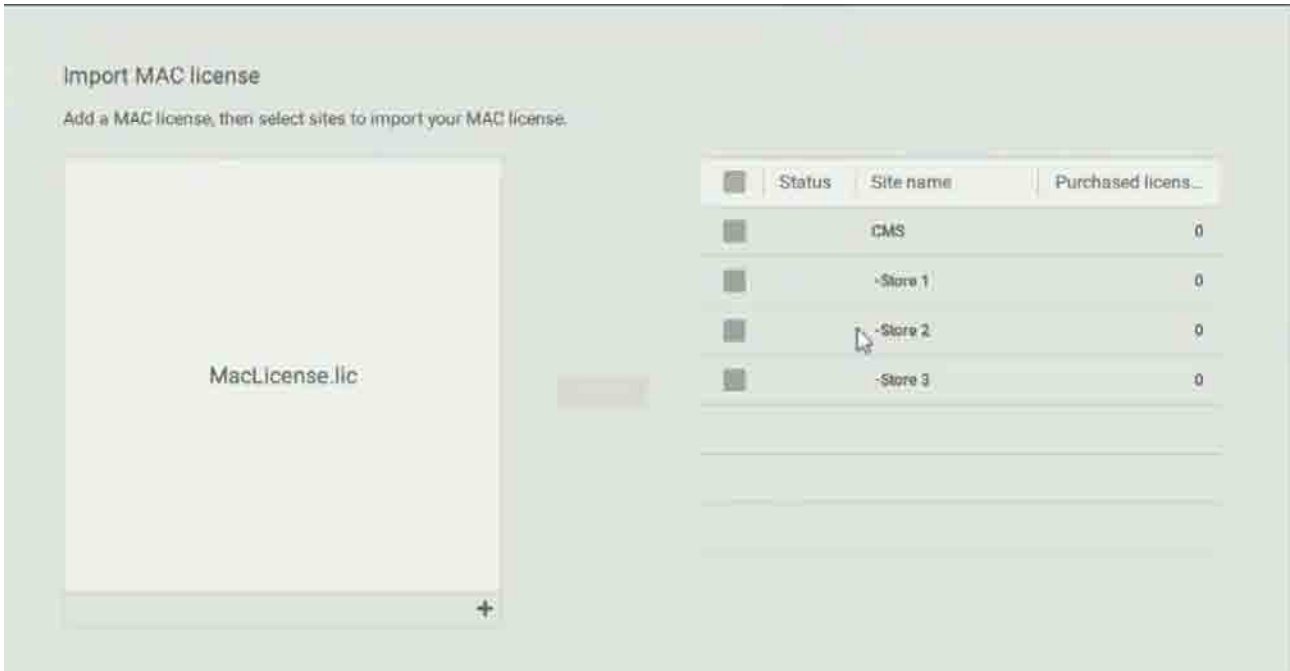 Import MAC license
Add a MAC license, then select sites to import your MAC license.
MacLicense.lic
+
Status Site name Purchased licens...
CMS 0
-Store 1 0
-Store 2 0
-Store 3 0